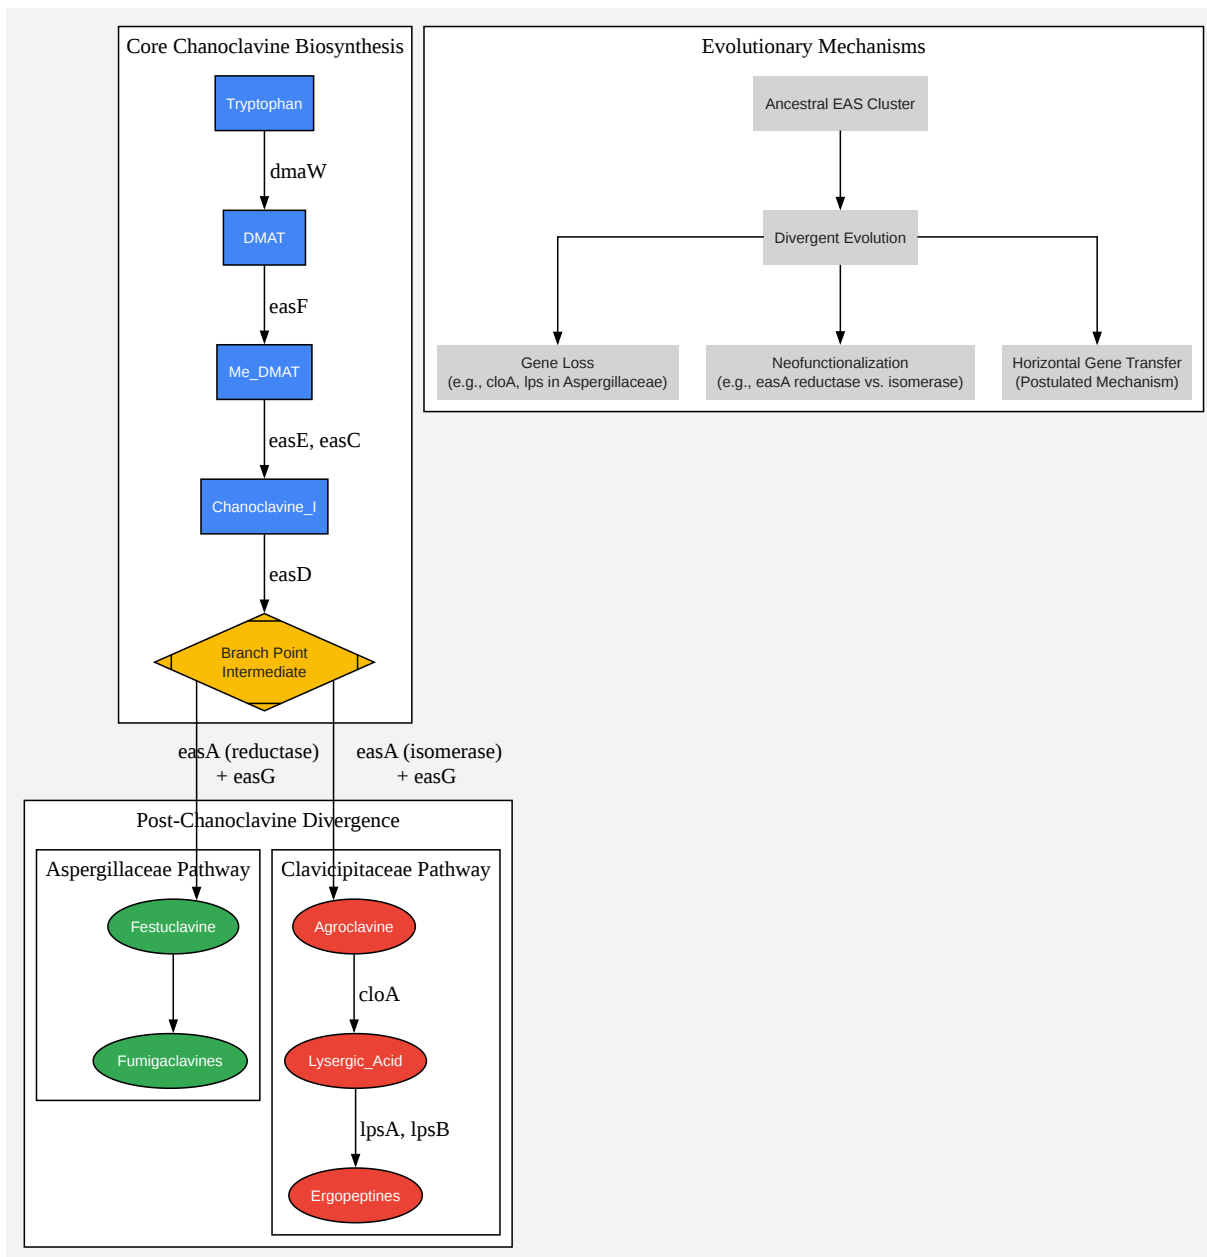 Core Chanoclavine Biosynthesis
Tryptophan
dmaW
DMAT
easF
Me_DMAT
easE, easC
Chanoclavine_I
easD
Branch Point
Intermediate
easA (reductase)
+ easG
easA (isomerase)
+ easG
Post-Chanoclavine Divergence
Aspergillaceae Pathway
Festuclavine
Fumigaclavines
Clavicipitaceae Pathway
Agroclavine
cloA
Lysergic_Acid
lpsA, lpsB
Ergopeptines
Evolutionary Mechanisms
Ancestral EAS Cluster
Divergent Evolution
Gene Loss
(e.g., cloA, lps in Aspergillaceae)
Neofunctionalization
(e.g., easA reductase vs. isomerase)
Horizontal Gene Transfer
(Postulated Mechanism)